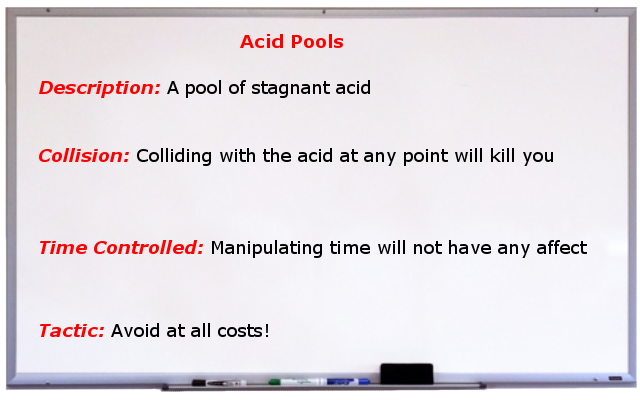 Acid Pools
Description: A pool of stagnant acid
Collision: Colliding with the acid at any point will kill you
Time Controlled: Manipulating time will not have any affect
Tactic: Avoid at all costs!